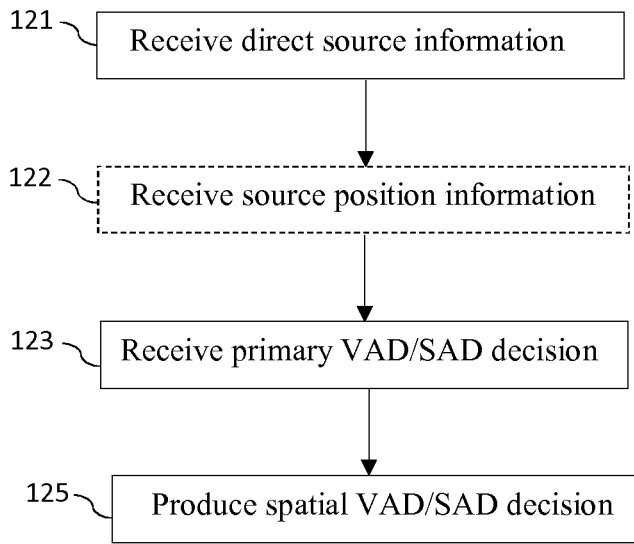 121
Receive direct source information
122
Receive source position information
123
Receive primary VAD/SAD decision
125
Produce spatial VAD/SAD decision